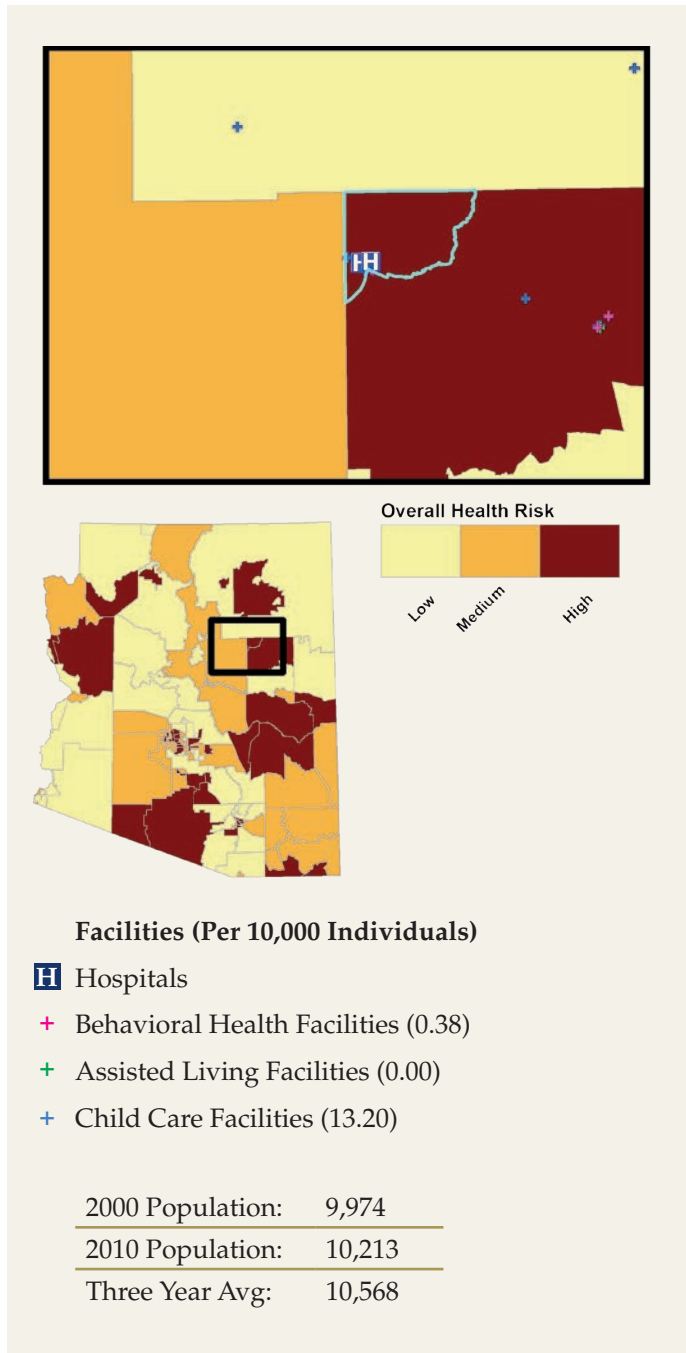 H H
Overall Health Risk
Low Medium High
Facilities (Per 10,000 Individuals)
H Hospitals
+ Behavioral Health Facilities (0.38)
+ Assisted Living Facilities (0.00)
+ Child Care Facilities (13.20)
2000 Population: 9,974
2010 Population: 10,213
Three Year Avg: 10,568